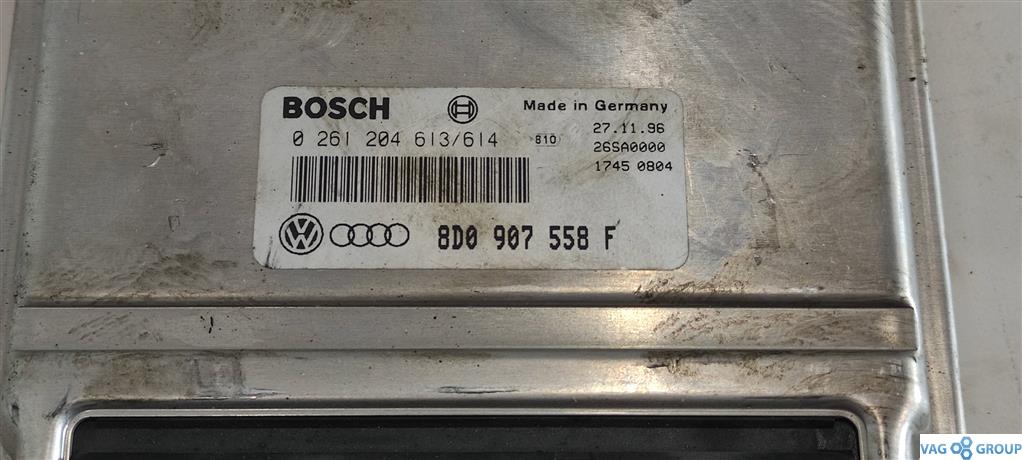 BOSCH Made in Germany
0 261 204 613/614 810 27.11.96
26SA0000
1745 0804
8D0 907 558 F
VAG GROUP